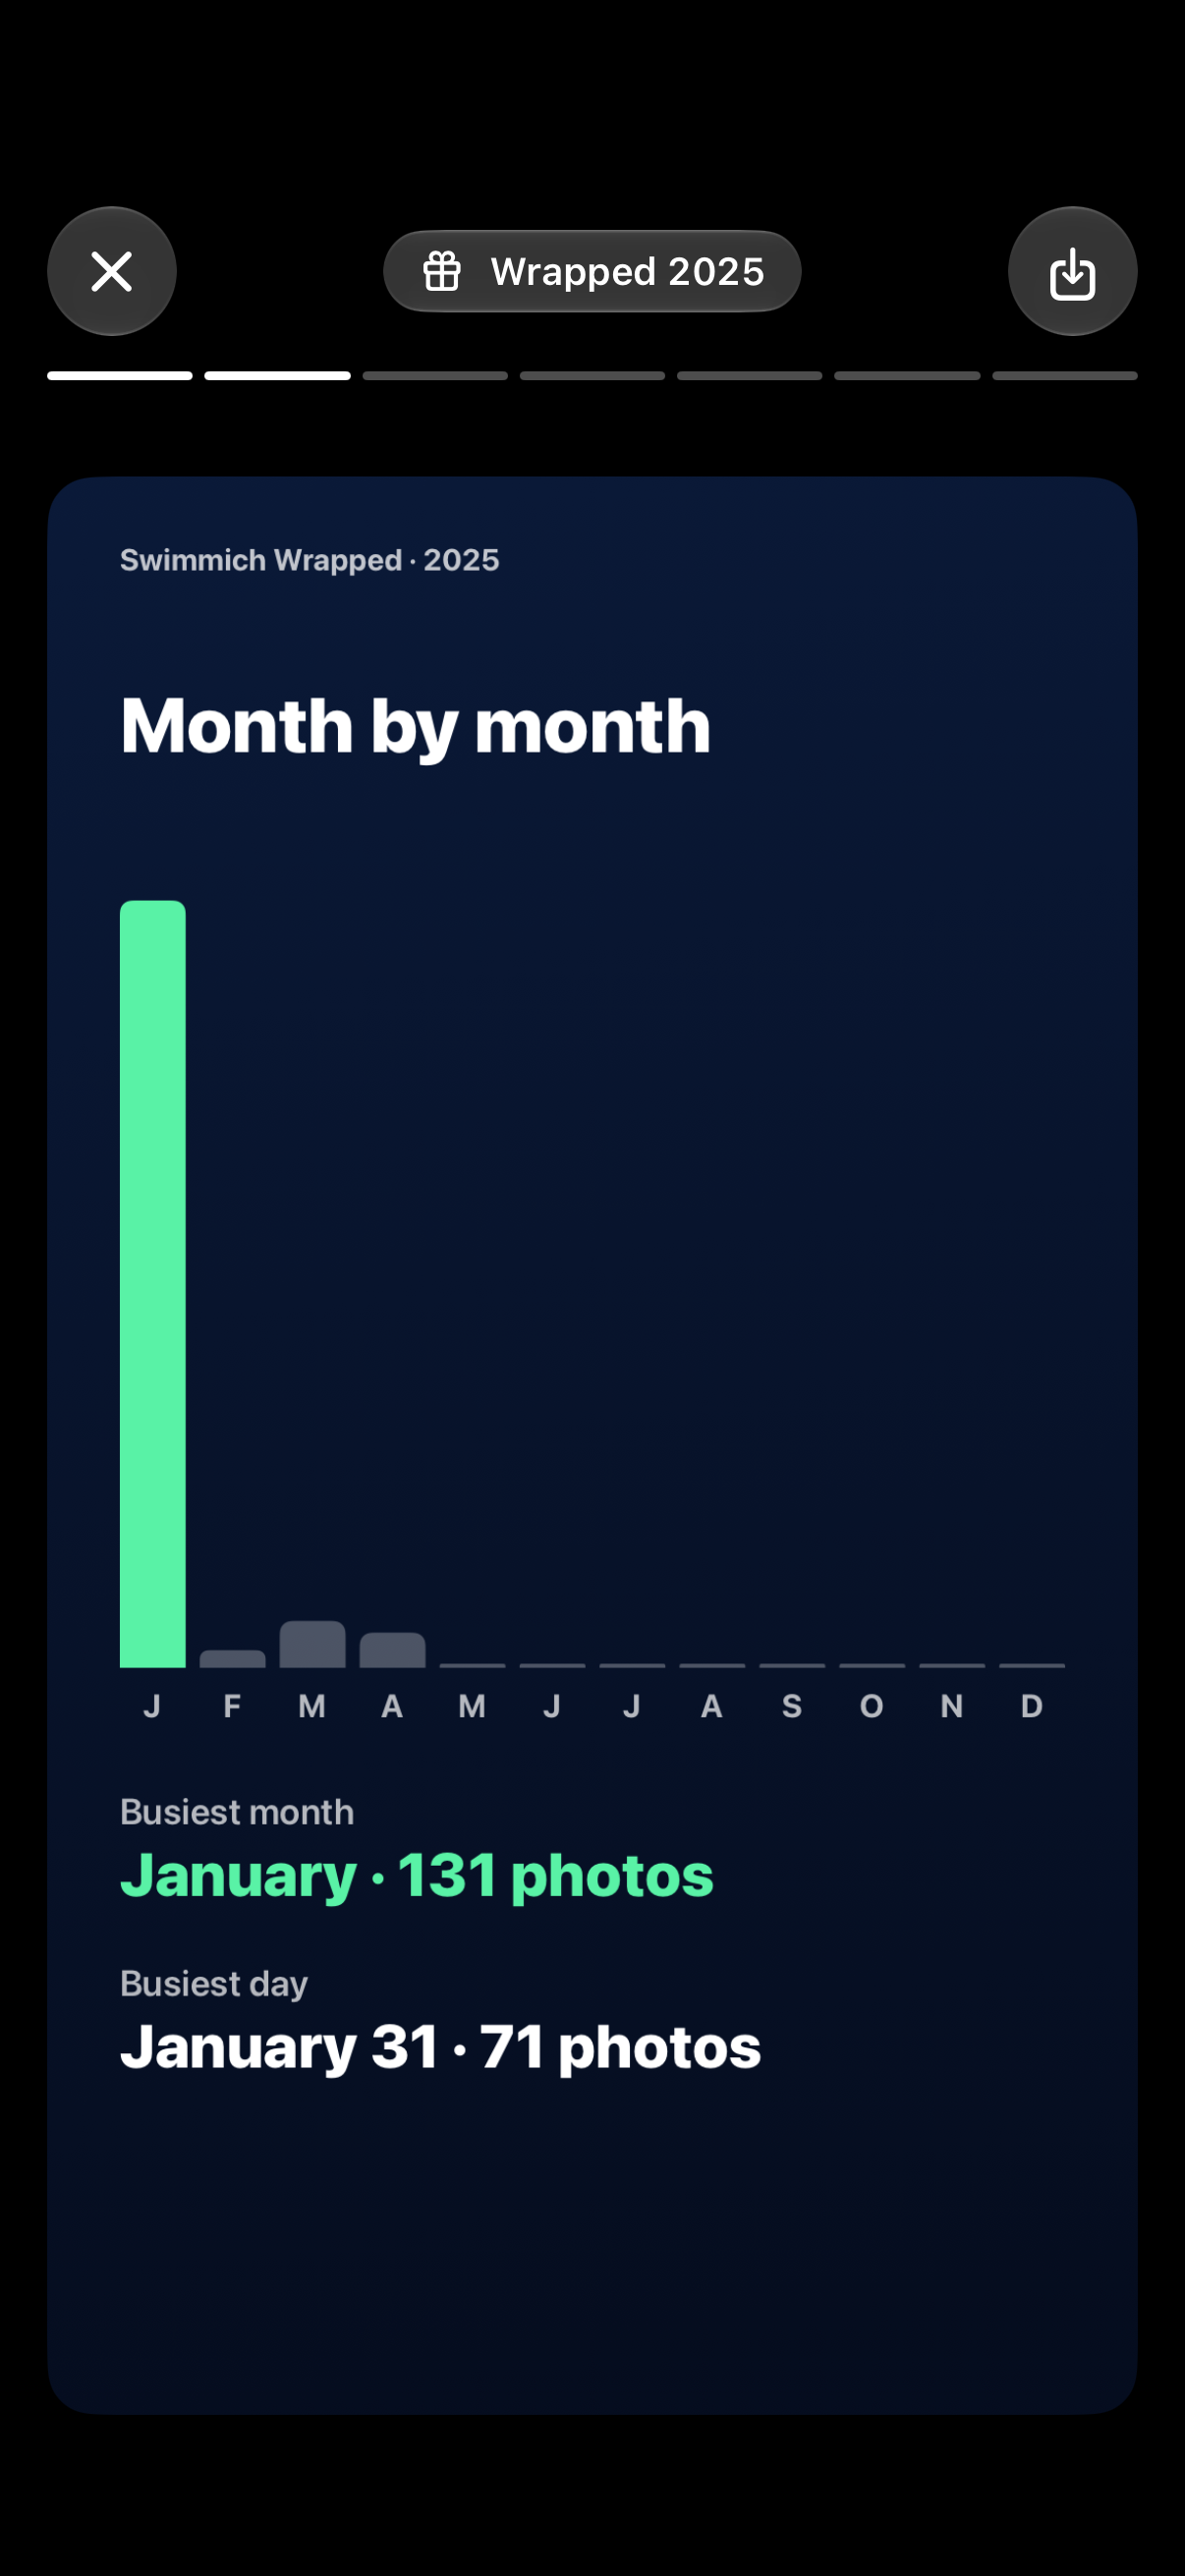 Wrapped 2025
Swimmich Wrapped · 2025
Month by month
J F M A M J J A S O N D
Busiest month
January · 131 photos
Busiest day
January 31 · 71 photos